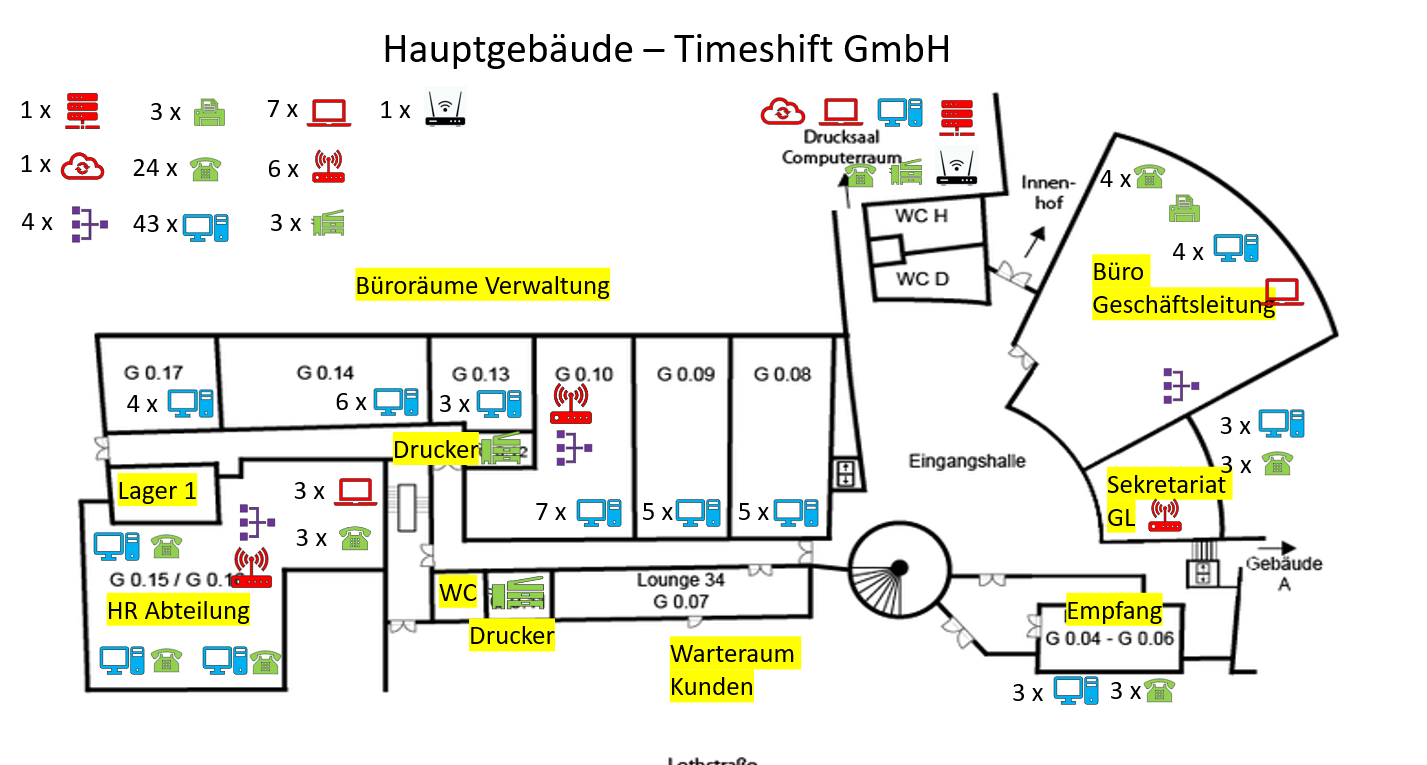 Hauptgebäude – Timeshift GmbH
1 x
3 x
7 x
1 x
1 x
24 x
6 x
4 x
43 x
3 x
Drucksaal
Computerraum
WC H
WC D
Innen-
hof
4 x
4 x
Büro
Geschäftsleitung
Büroräume Verwaltung
G 0.17
4 x
G 0.14
6 x
G 0.13
3 x
G 0.10
7 x
G 0.09
5 x
G 0.08
5 x
Drucker
Lager 1
3 x
3 x
G 0.15 / G 0.1
HR Abteilung
Eingangshalle
3 x
3 x
Sekretariat
GL
Gebäude
A
WC
Drucker
Lounge 34
G 0.07
Warteraum
Kunden
Empfang
G 0.04 - G 0.06
3 x
3 x